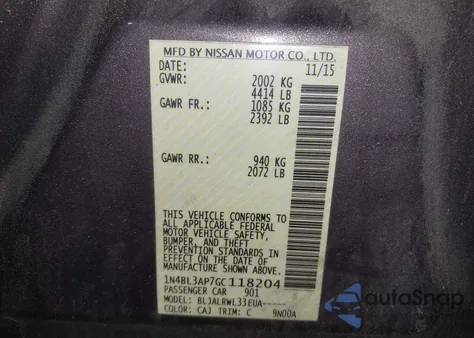 MFD BY NISSAN MOTOR CO., LTD.
DATE: 11/15
GVWR: 2002 KG
4414 LB
GAWR FR.: 1085 KG
2392 LB
GAWR RR.: 940 KG
2072 LB
THIS VEHICLE CONFORMS TO
ALL APPLICABLE FEDERAL
MOTOR VEHICLE SAFETY,
BUMPER, AND THEFT
PREVENTION STANDARDS IN
EFFECT ON THE DATE OF
MANUFACTURE SHOWN ABOVE.
1N4BL3AP7GC118204
PASSENGER CAR 901
MODEL: BLJALRWL33EUA-----
COLOR: CAJ TRIM: C 9N00A
autoSnap